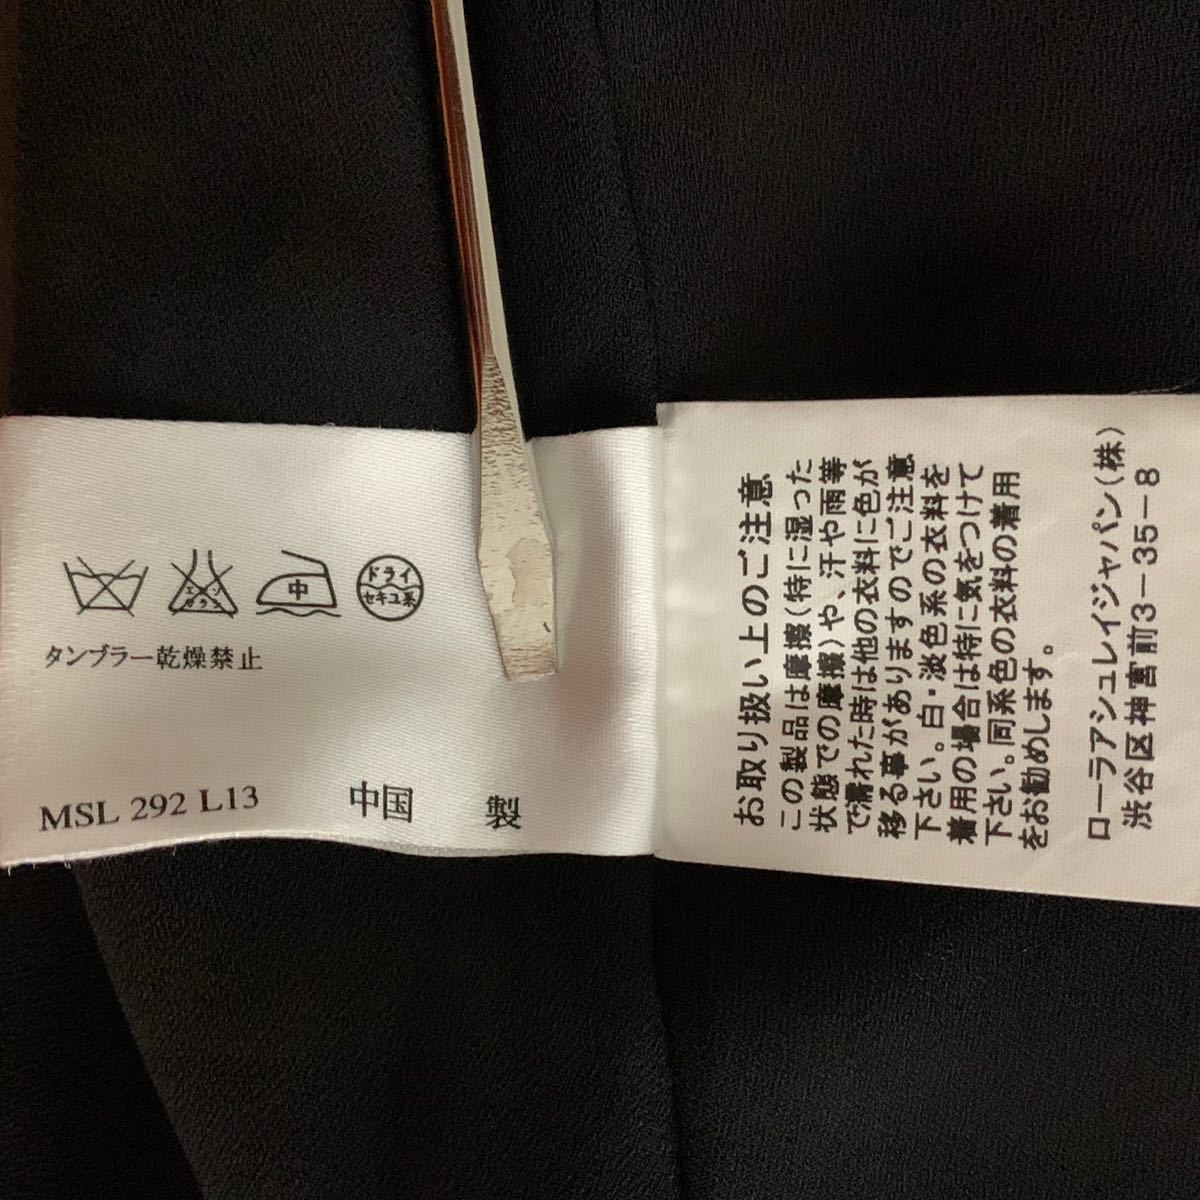 エンソ
サラシ
中
ドライ
セキユ系
タンブラー乾燥禁止
MSL 292 L13 中国 製
お取り扱い上のご注意
この製品は摩擦(特に湿った
状態での摩擦)や、汗や雨等
で濡れた時は他の衣料に色が
移る事がありますのでご注意
下さい。白・淡色系の衣料を
着用の場合は特に気をつけて
下さい。同系色の衣料の着用
をお勧めします。
ローラアシュレイジャパン(株)
渋谷区神宮前3-35-8